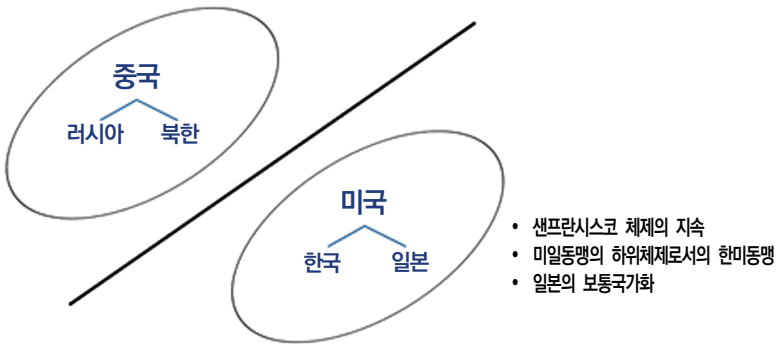 중국
러시아 북한
미국
한국 일본
• 샌프란시스코 체제의 지속
• 미일동맹의 하위체제로서의 한미동맹
• 일본의 보통국가화